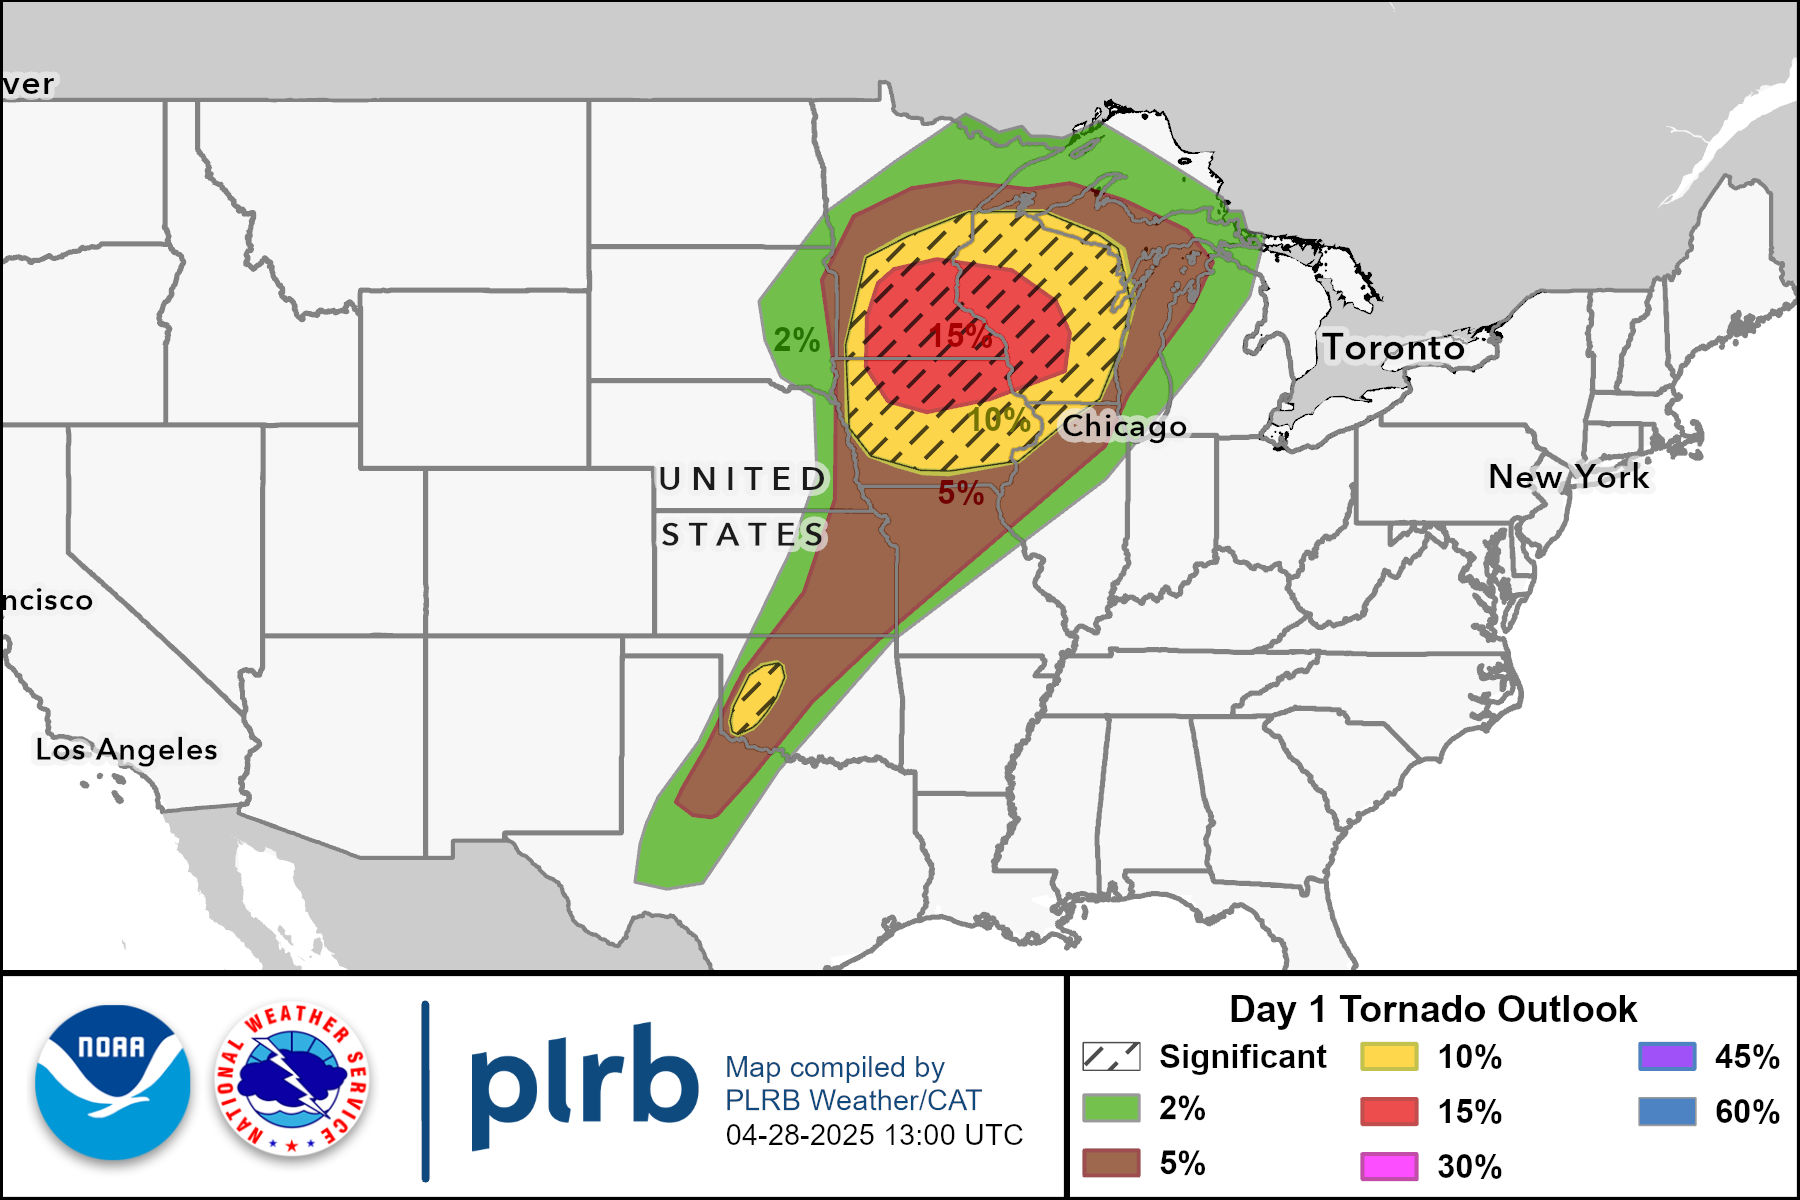 ver
2%
15%
Toronto
10%
Chicago
UNITED
5%
New York
STATES
ncisco
Los Angeles
NOAA
NATIONAL WEATHER SERVICE
plrb
Map compiled by
PLRB Weather/CAT
04-28-2025 13:00 UTC
Day 1 Tornado Outlook
Significant
10%
45%
2%
15%
60%
5%
30%